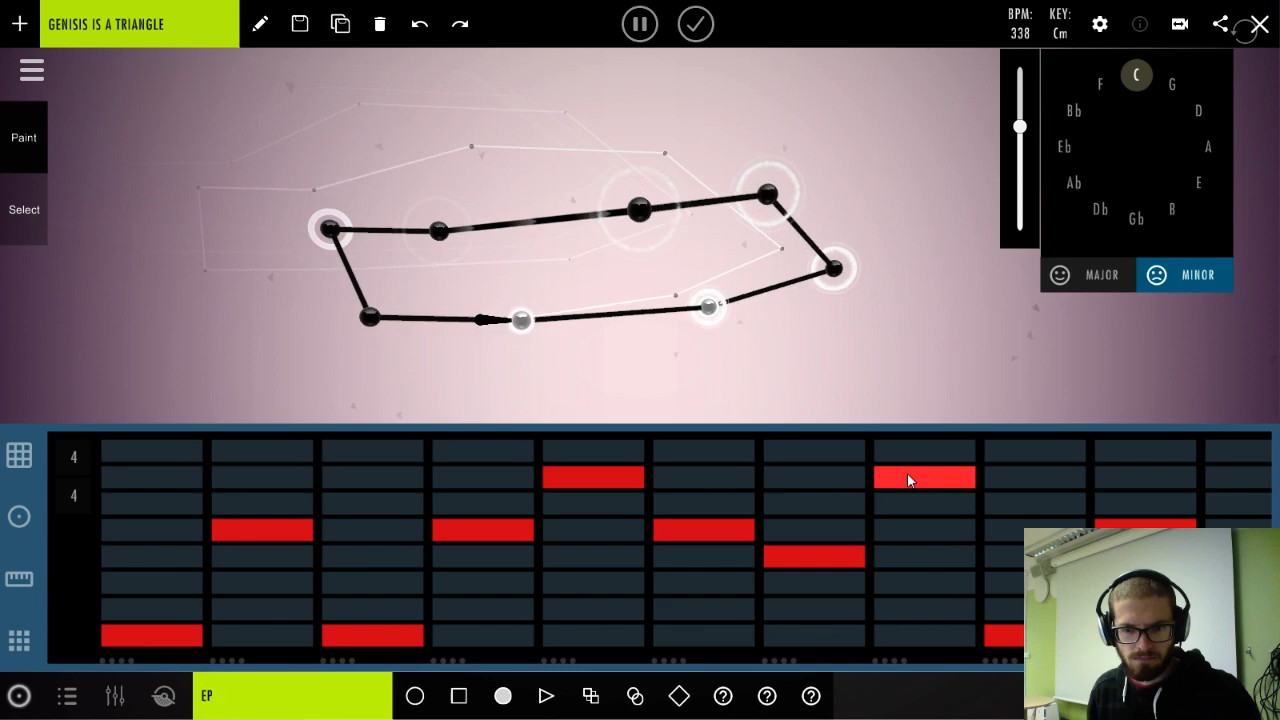 GENISIS IS A TRIANGLE
BPM:
338
KEY:
Cm
Paint
Select
C
F
G
Bb
D
Eb
A
Ab
E
Db
B
Gb
MAJOR
MINOR
4
4
EP